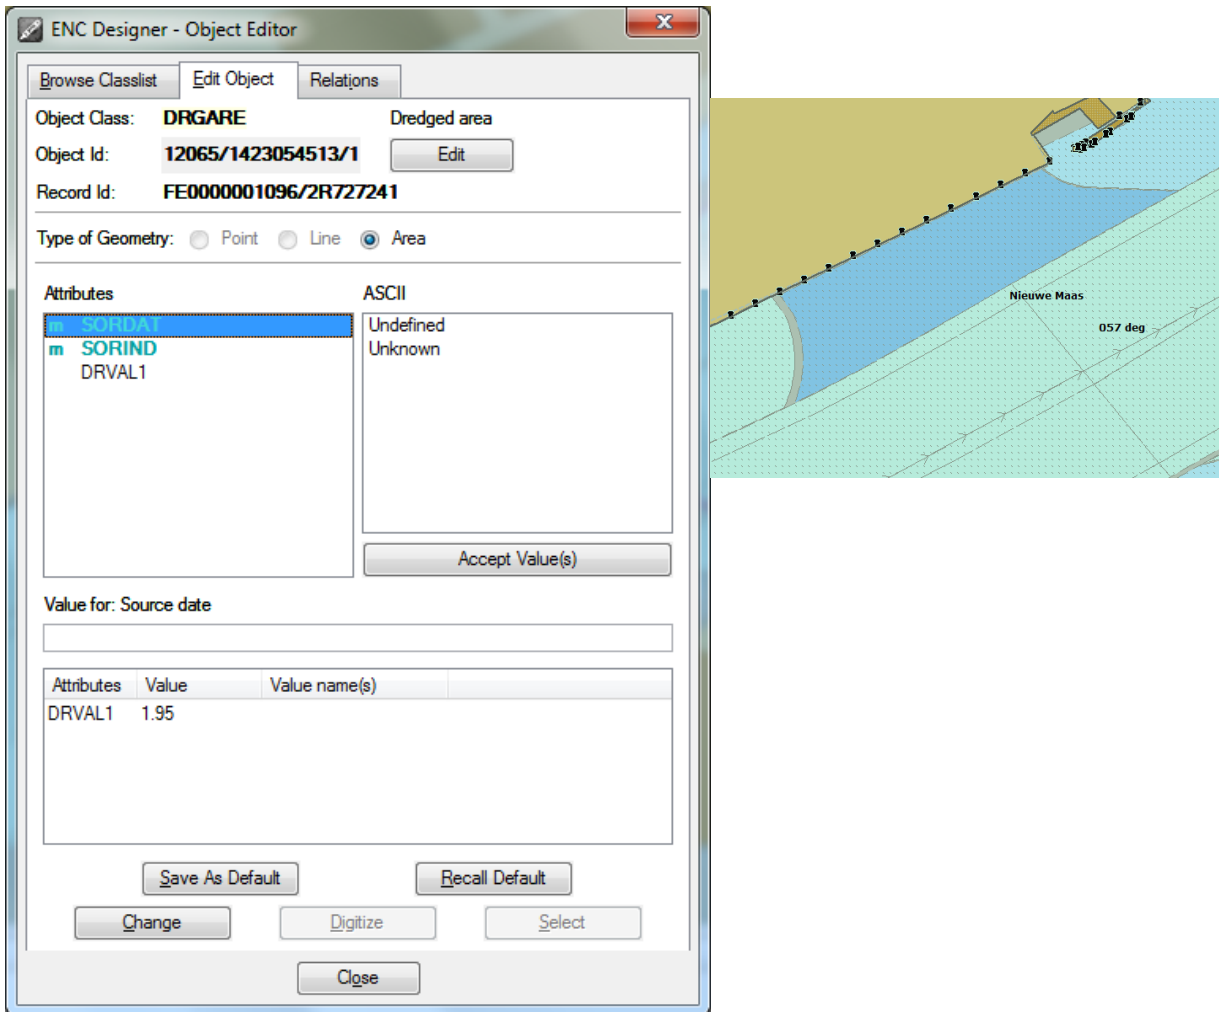 ENC Designer - Object Editor
Browse Classlist Edit Object Relations
Object Class: DRGARE Dredged area
Object Id: 12065/1423054513/1 Edit
Record Id: FE0000001096/2R727241
Type of Geometry: Point Line Area
Attributes ASCII
m SORDAT Undefined
m SORIND Unknown
DRVAL1
Accept Value(s)
Value for: Source date
Attributes Value Value name(s)
DRVAL1 1.95
Save As Default Recall Default
Change Digitize Select
Close
Nieuwe Maas
057 deg